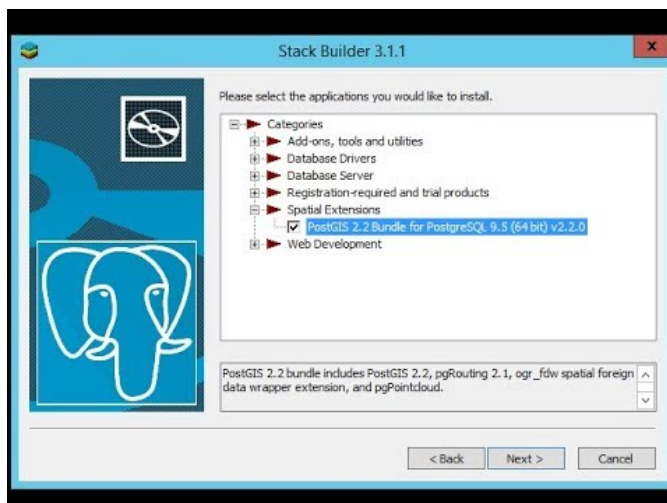 Stack Builder 3.1.1
Please select the applications you would like to install.
Categories
Add-ons, tools and utilities
Database Drivers
Database Server
Registration-required and trial products
Spatial Extensions
PostGIS 2.2 Bundle for PostgreSQL 9.5 (64 bit) v2.2.0
Web Development
PostGIS 2.2 bundle includes PostGIS 2.2, pgRouting 2.1, ogr_fdw spatial foreign
data wrapper extension, and pgPointcloud.
< Back Next > Cancel